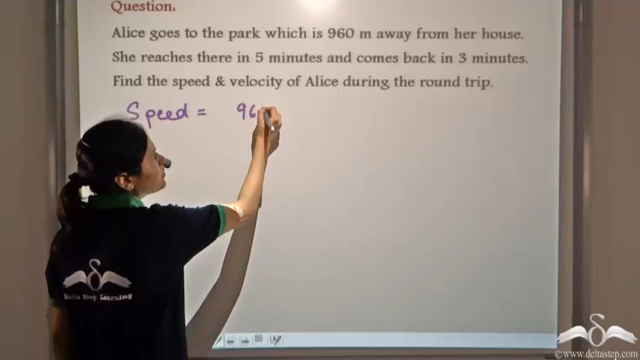 Question.
Alice goes to the park which is 960 m away from her house.
She reaches there in 5 minutes and comes back in 3 minutes.
Find the speed & velocity of Alice during the round trip.
Speed = 96
Delta Step Learning
©www.deltastep.com